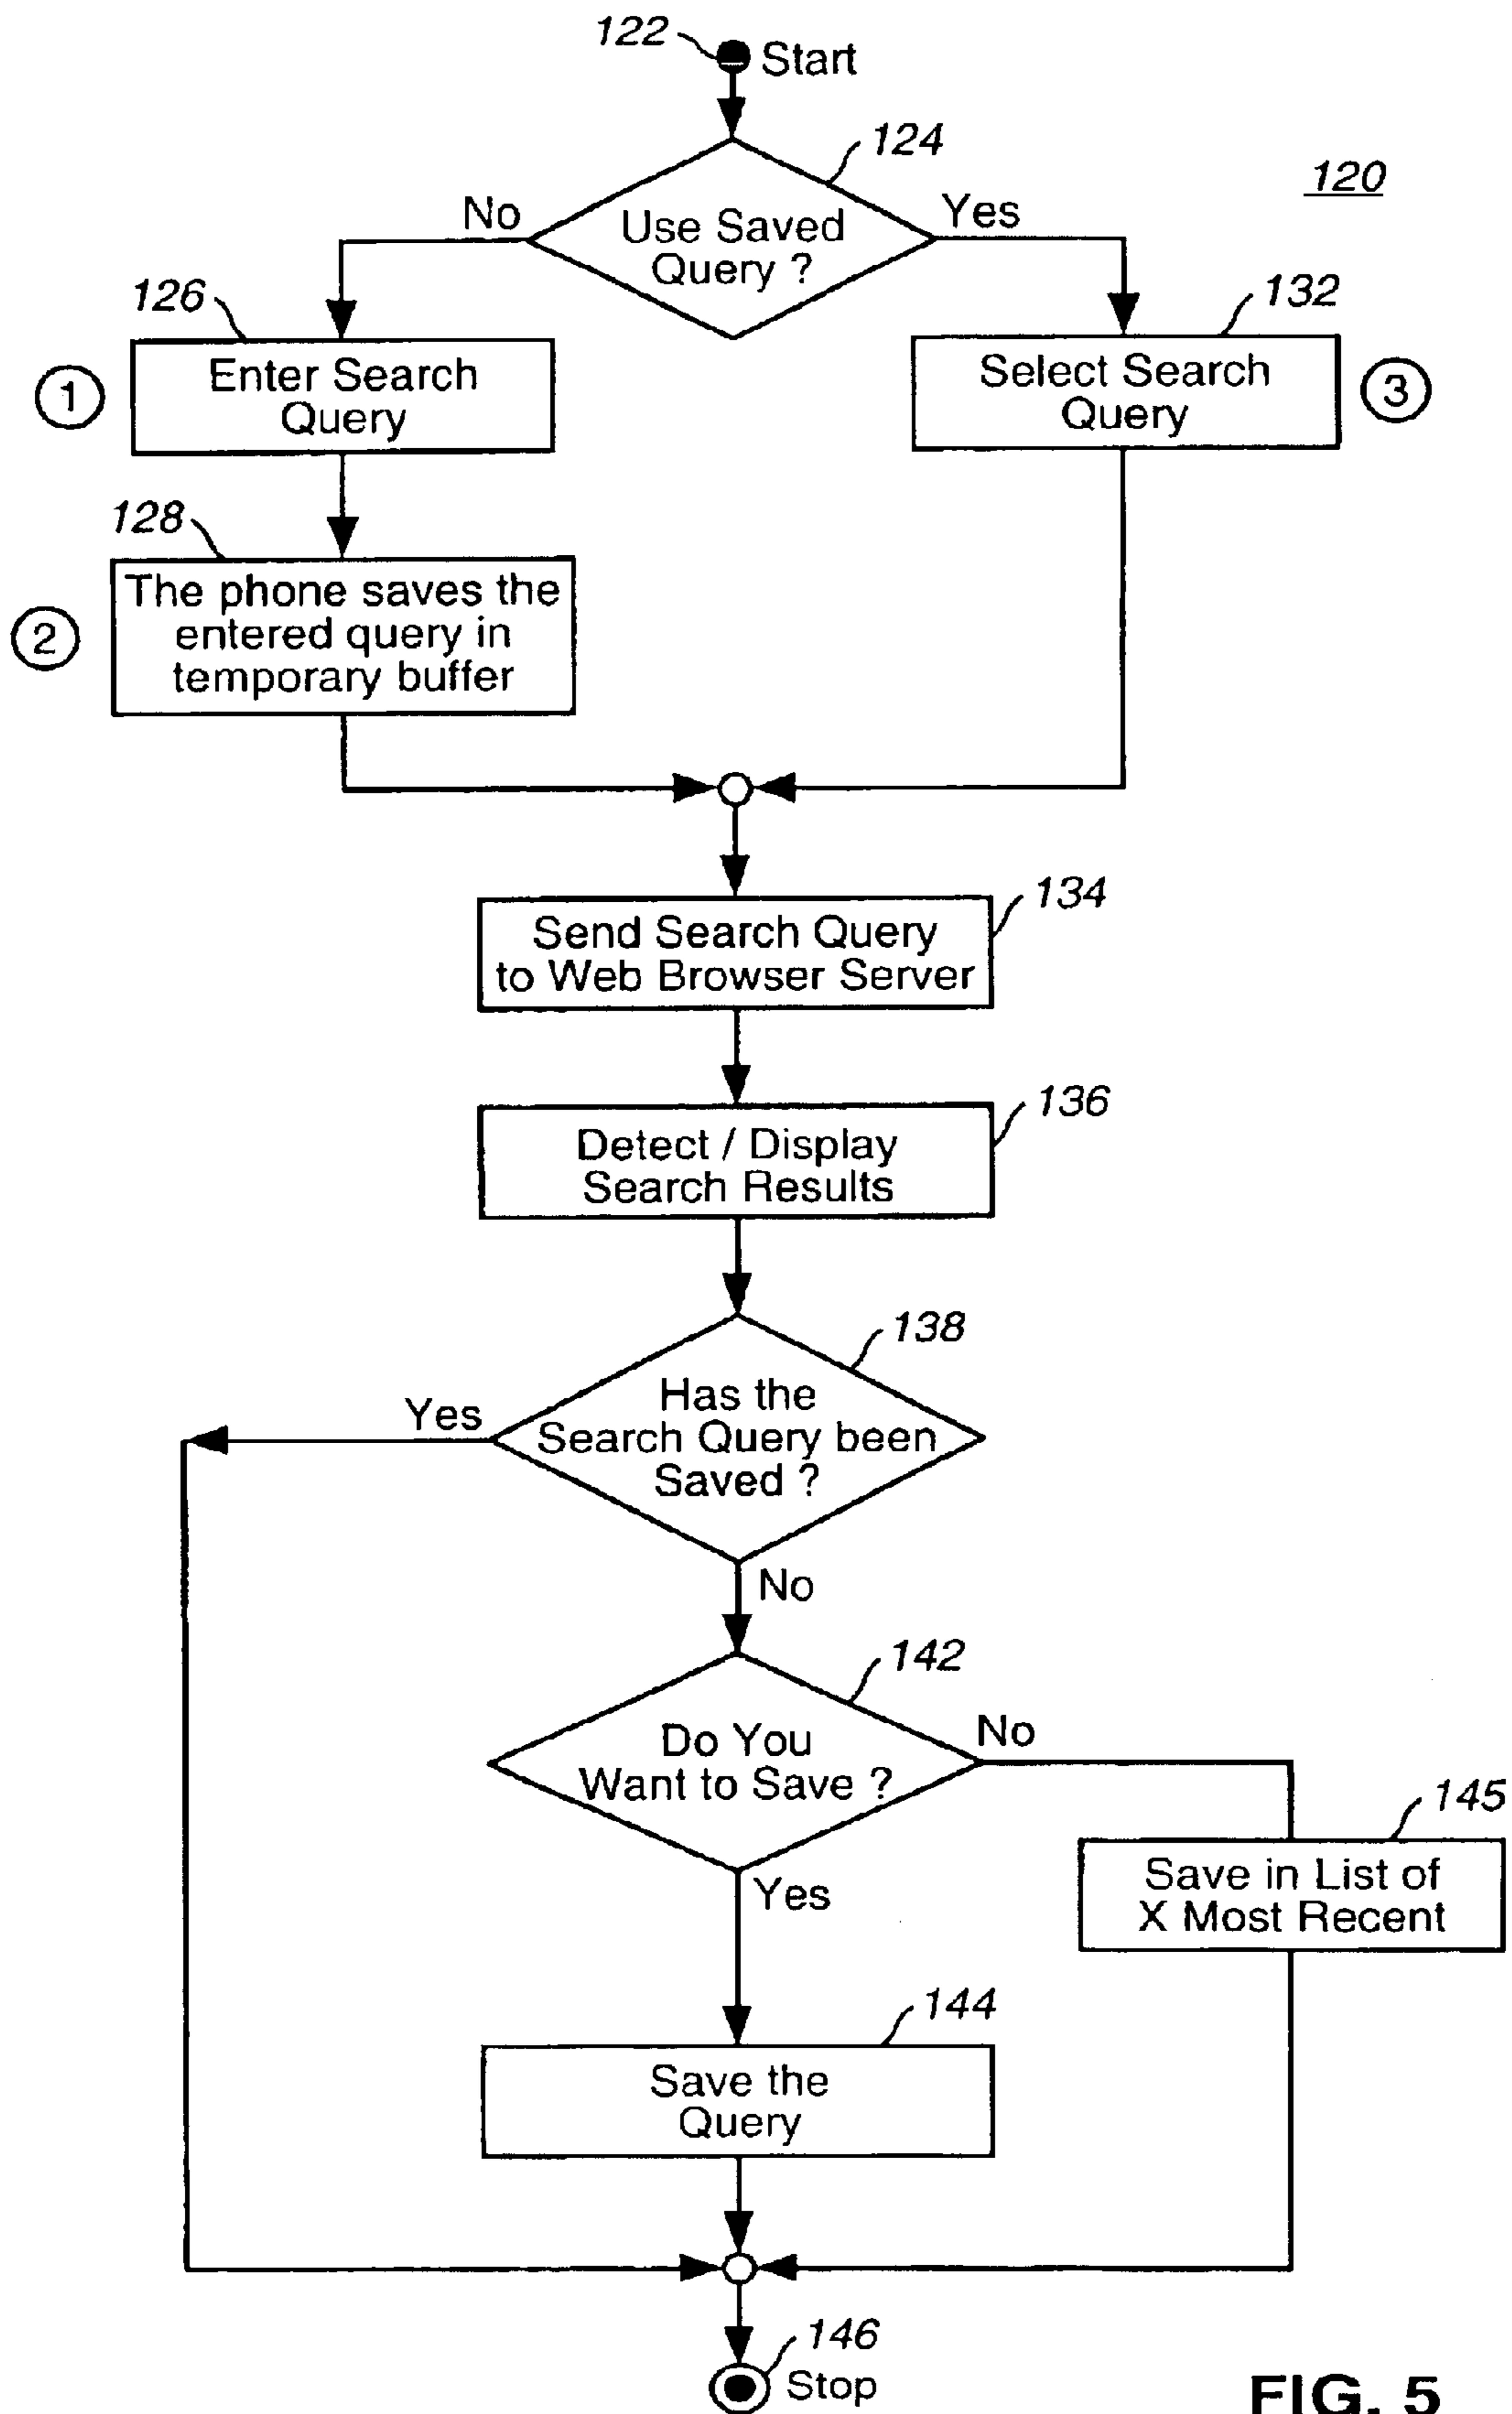 122
Start
124
120
No
Yes
Use Saved
Query ?
126
132
1
Enter Search
Query
Select Search
Query
3
128
2
The phone saves the
entered query in
temporary buffer
134
Send Search Query
to Web Browser Server
136
Detect / Display
Search Results
138
Yes
Has the
Search Query been
Saved ?
No
142
Do You
Want to Save ?
No
145
Save in List of
X Most Recent
Yes
144
Save the
Query
146
Stop
FIG. 5